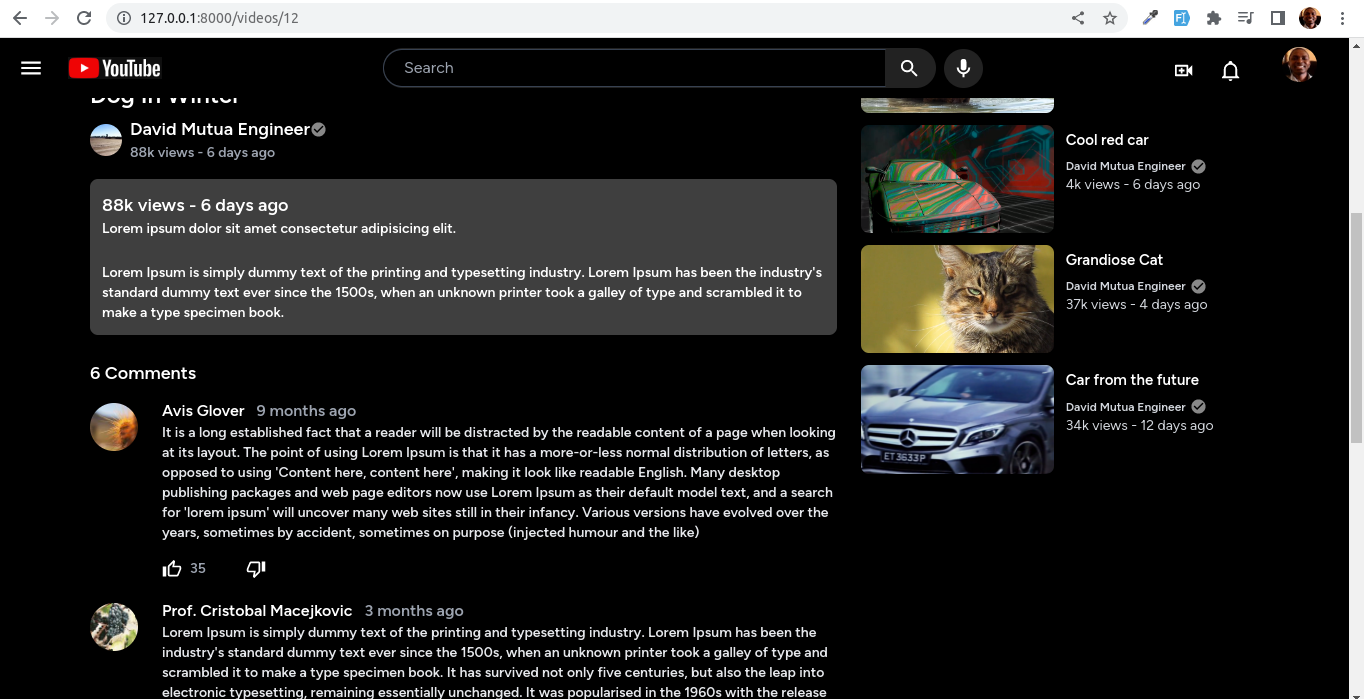 127.0.0.1:8000/videos/12
YouTube
Search
Dog in Winter
David Mutua Engineer
88k views - 6 days ago
88k views - 6 days ago
Lorem ipsum dolor sit amet consectetur adipisicing elit.
Lorem Ipsum is simply dummy text of the printing and typesetting industry. Lorem Ipsum has been the industry's
standard dummy text ever since the 1500s, when an unknown printer took a galley of type and scrambled it to
make a type specimen book.
6 Comments
Avis Glover 9 months ago
It is a long established fact that a reader will be distracted by the readable content of a page when looking
at its layout. The point of using Lorem Ipsum is that it has a more-or-less normal distribution of letters, as
opposed to using 'Content here, content here', making it look like readable English. Many desktop
publishing packages and web page editors now use Lorem Ipsum as their default model text, and a search
for 'lorem ipsum' will uncover many web sites still in their infancy. Various versions have evolved over the
years, sometimes by accident, sometimes on purpose (injected humour and the like)
35
Prof. Cristobal Macejkovic 3 months ago
Lorem Ipsum is simply dummy text of the printing and typesetting industry. Lorem Ipsum has been the
industry's standard dummy text ever since the 1500s, when an unknown printer took a galley of type and
scrambled it to make a type specimen book. It has survived not only five centuries, but also the leap into
electronic typesetting, remaining essentially unchanged. It was popularised in the 1960s with the release
Cool red car
David Mutua Engineer
4k views - 6 days ago
Grandiose Cat
David Mutua Engineer
37k views - 4 days ago
Car from the future
David Mutua Engineer
34k views - 12 days ago
ET 3633P